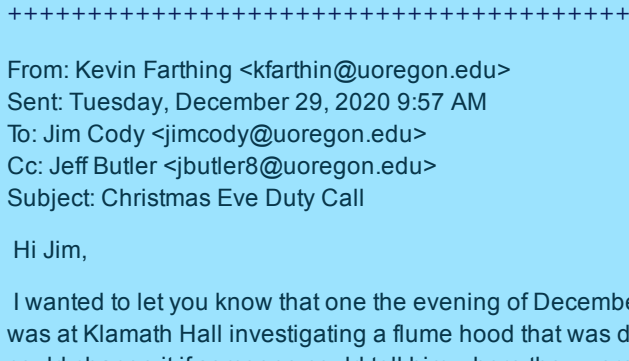 +++++++++++++++++++++++++++++++++++++++
From: Kevin Farthing <kfarthin@uoregon.edu>
Sent: Tuesday, December 29, 2020 9:57 AM
To: Jim Cody <jimcody@uoregon.edu>
Cc: Jeff Butler <jbutler8@uoregon.edu>
Subject: Christmas Eve Duty Call
Hi Jim,
I wanted to let you know that one the evening of
was at Klamath Hall investigating a flume hood that was